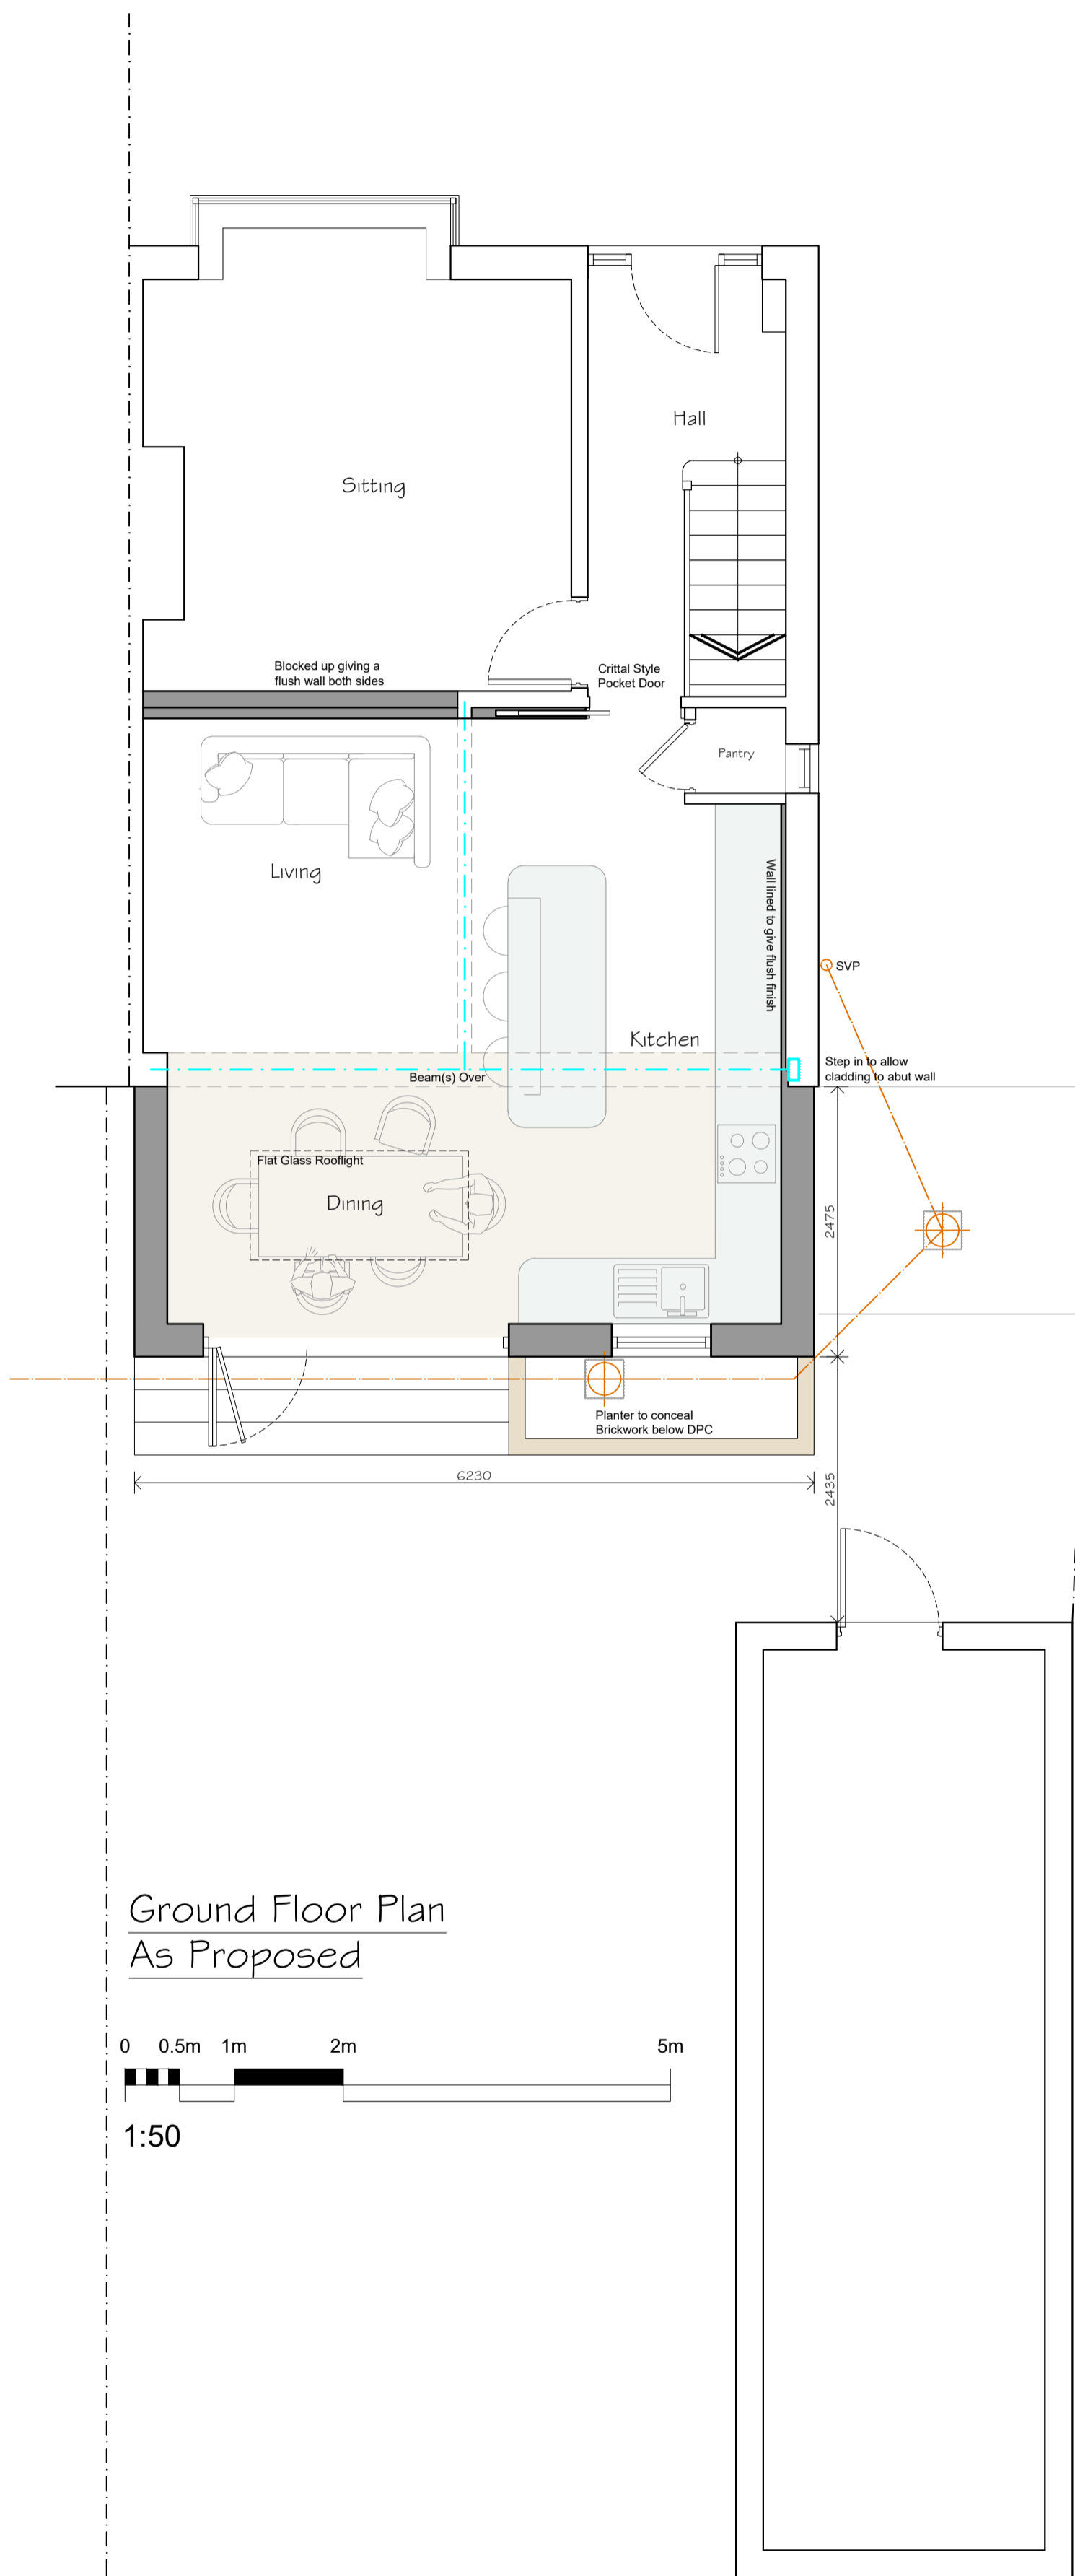 Hall
Sitting
Blocked up giving a
flush wall both sides
Crittal Style
Pocket Door
Pantry
Living
Wall lined to give flush finish
SVP
Kitchen
Step in to allow
cladding to abut wall
Beam(s) Over
Flat Glass Rooflight
Dining
2475
Planter to conceal
Brickwork below DPC
6230
2435
Ground Floor Plan
As Proposed
0 0.5m 1m 2m 5m
1:50